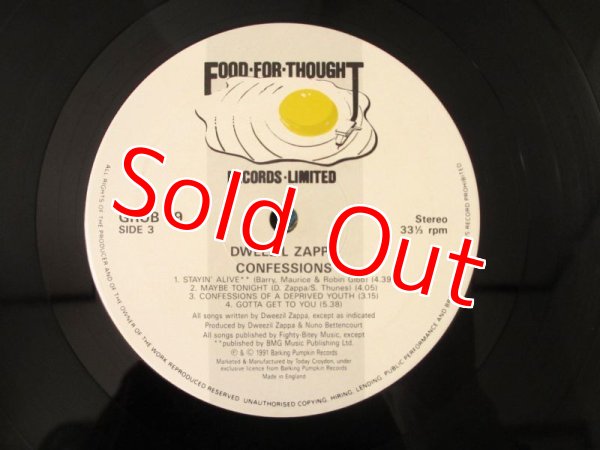 FOOD·FOR·THOUGHT
RECORDS·LIMITED
Sold Out
SIDE 3
Stereo
33⅓ rpm
DWEEZIL ZAPPA
CONFESSIONS
1. STAYIN' ALIVE** (Barry, Maurice & Robin Gibb) (4.39)
2. MAYBE TONIGHT (D. Zappa/S. Thunes) (4.05)
3. CONFESSIONS OF A DEPRIVED YOUTH (3.15)
4. GOTTA GET TO YOU (5.38)
All songs written by Dweezil Zappa, except as indicated
Produced by Dweezil Zappa & Nuno Bettencourt
All songs published by Fighty-Bitey Music, except
**published by BMG Music Publishing Ltd.
℗ & © 1991 Barking Pumpkin Records
Marketed & Manufactured by Today Croydon, under
exclusive licence from Barking Pumpkin Records
Made in England
ALL RIGHTS OF THE PRODUCER AND OF THE OWNER OF THE WORK REPRODUCED RESERVED. UNAUTHORISED COPYING, HIRING, LENDING, PUBLIC PERFORMANCE AND RECORD PROHIBITED